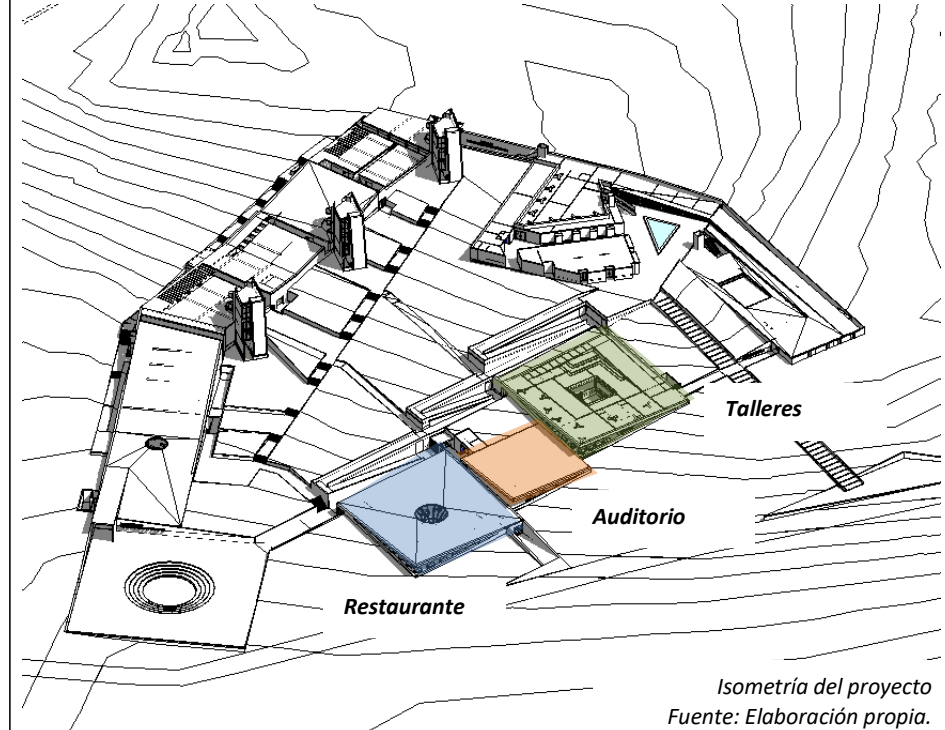 Talleres
Auditorio
Restaurante
Isometría del proyecto
Fuente: Elaboración propia.